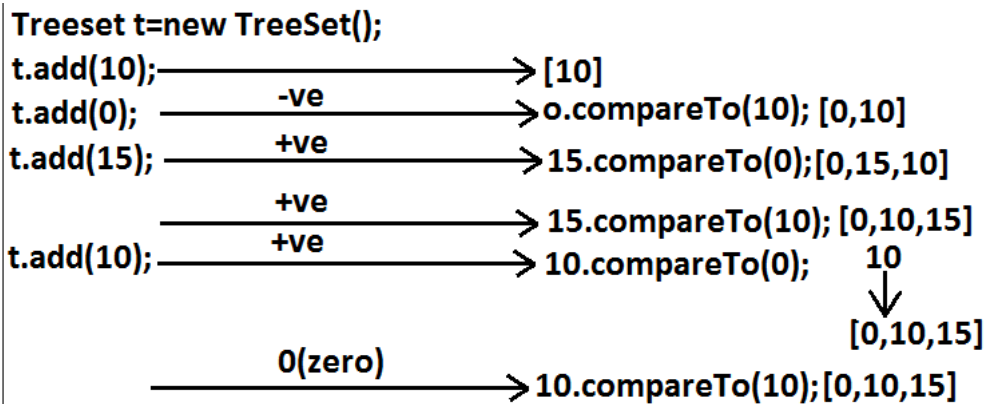 Treeset t=new TreeSet();
t.add(10); [10]
-ve
t.add(0); o.compareTo(10); [0,10]
+ve
t.add(15); 15.compareTo(0);[0,15,10]
+ve
15.compareTo(10); [0,10,15]
+ve
t.add(10); 10.compareTo(0); 10
[0,10,15]
0(zero)
10.compareTo(10);[0,10,15]